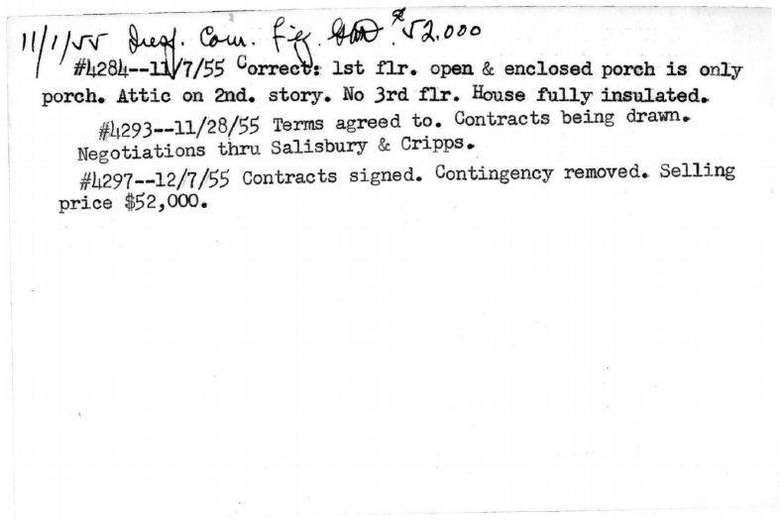 11/1/55 Com. Fig. $52,000
#4284--11/7/55 Correct: 1st flr. open & enclosed porch is only
porch. Attic on 2nd. story. No 3rd flr. House fully insulated.
#4293--11/28/55 Terms agreed to. Contracts being drawn.
Negotiations thru Salisbury & Cripps.
#4297--12/7/55 Contracts signed. Contingency removed. Selling
price $52,000.